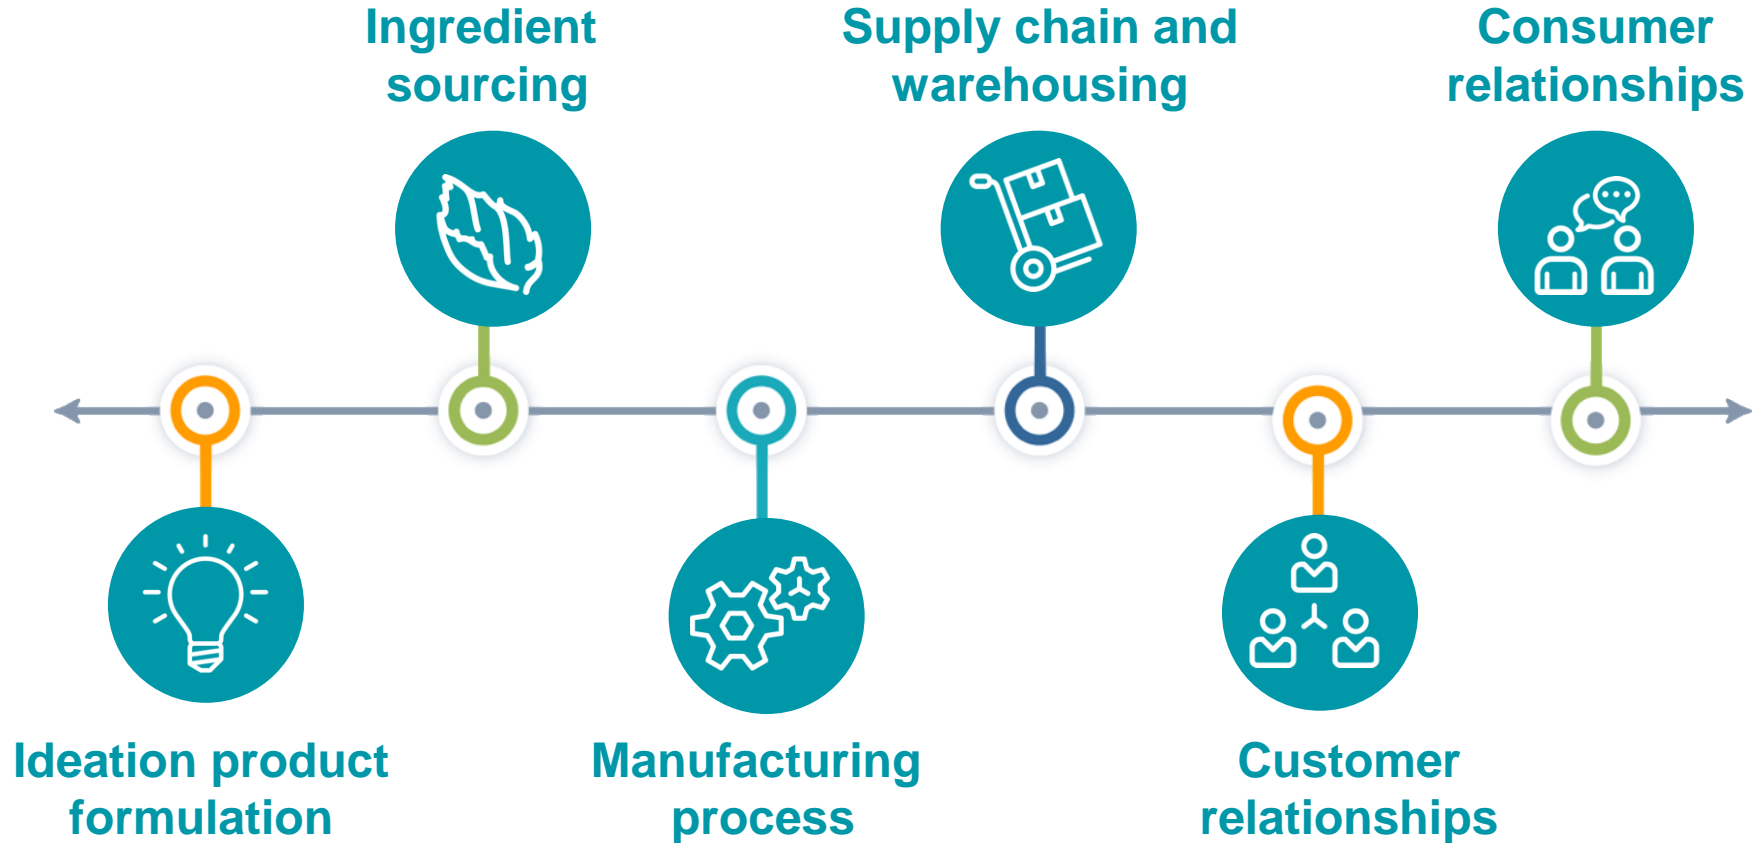 Ingredient
sourcing
Supply chain and
warehousing
Consumer
relationships
Ideation product
formulation
Manufacturing
process
Customer
relationships